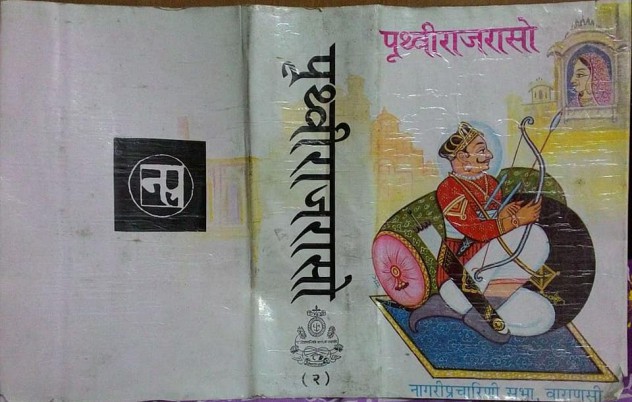 पृथ्वीराजरासो
पृथ्वीराजरासो
(२)
नागरीप्रचारिणी सभा, वाराणसी